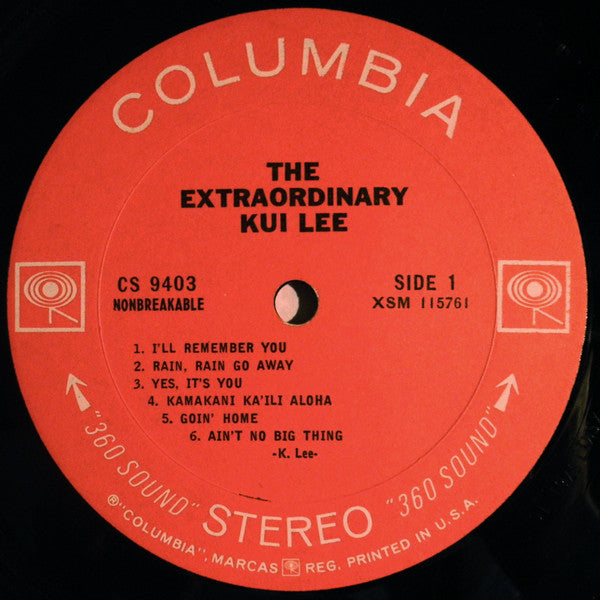 COLUMBIA
THE
EXTRAORDINARY
KUI LEE
CS 9403
NONBREAKABLE
SIDE 1
XSM 115761
1. I'LL REMEMBER YOU
2. RAIN, RAIN GO AWAY
3. YES, IT'S YOU
4. KAMAKANI KA'ILI ALOHA
5. GOIN' HOME
6. AIN'T NO BIG THING
-K. Lee-
"360 SOUND" STEREO "360 SOUND"
®"COLUMBIA", MARCAS REG. PRINTED IN U.S.A.